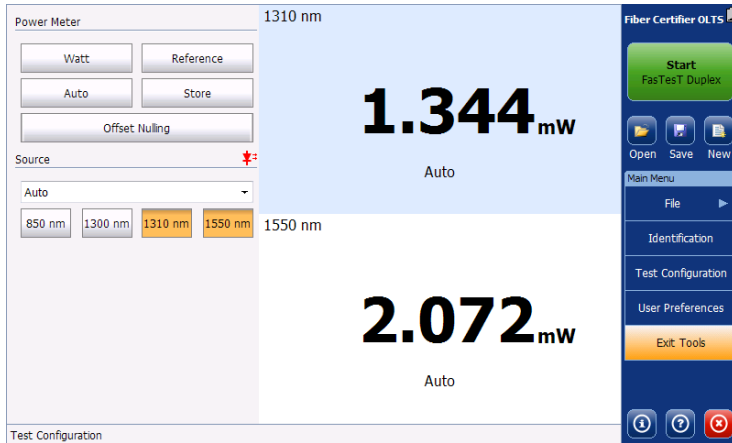 Power Meter
Watt
Reference
Auto
Store
Offset Nulling
Source
Auto
850 nm
1300 nm
1310 nm
1550 nm
1310 nm
1.344 mW
Auto
1550 nm
2.072 mW
Auto
Fiber Certifier OLTS
Start
FasTesT Duplex
Open
Save
New
Main Menu
File
Identification
Test Configuration
User Preferences
Exit Tools
Test Configuration